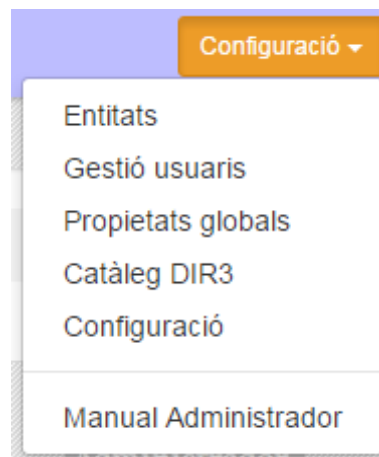 Configuració
Entitats
Gestió usuaris
Propietats globals
Catàleg DIR3
Configuració
Manual Administrador